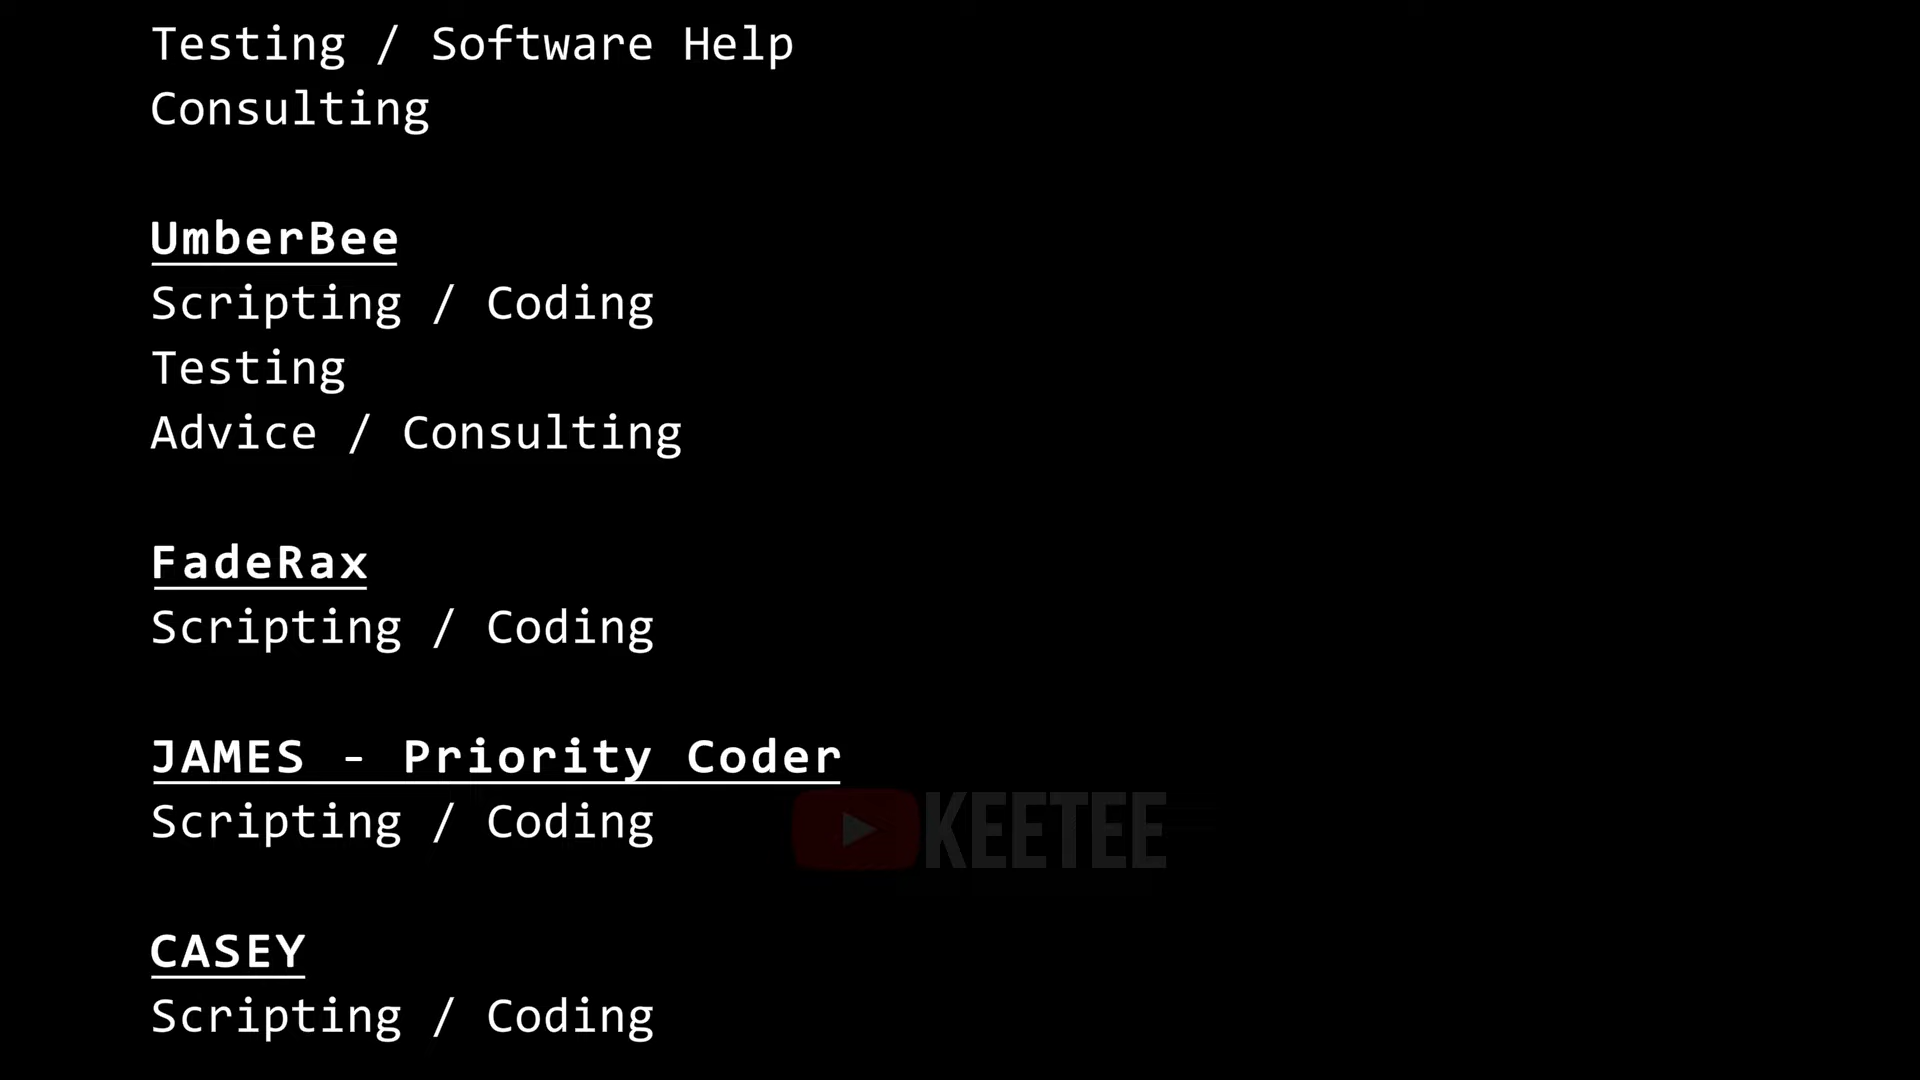 Testing / Software Help
Consulting
UmberBee
Scripting / Coding
Testing
Advice / Consulting
FadeRax
Scripting / Coding
JAMES - Priority Coder
Scripting / Coding
KEETEE
CASEY
Scripting / Coding